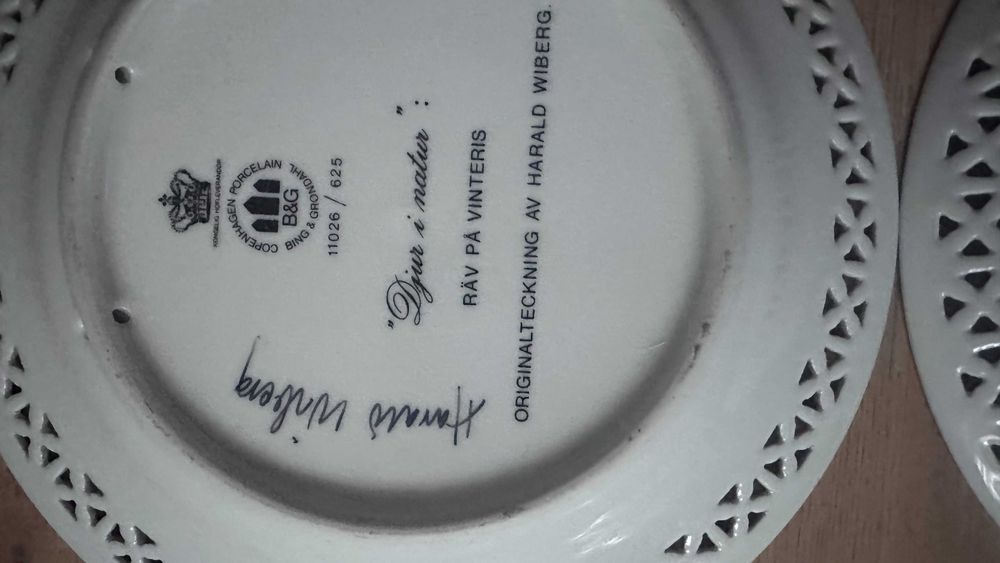 KONGELIG HOFLEVERANDØR
COPENHAGEN PORCELAIN
B&G
BING & GRØNDAHL
11026/625
"Djur i natur":
RÄV PÅ VINTERIS
ORIGINALTECKNING AV HARALD WIBERG.
Harald Wiberg